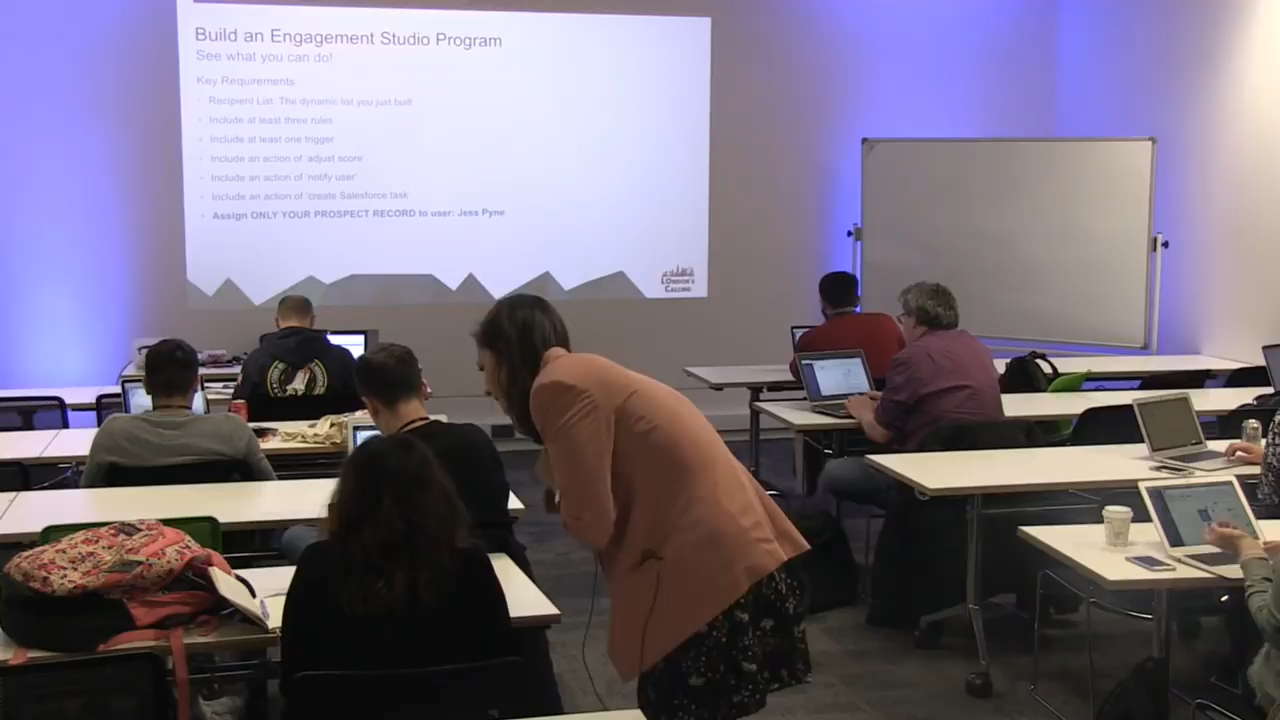 Build an Engagement Studio Program
See what you can do!
Key Requirements
Recipient List: The dynamic list you just built
Include at least three rules
Include at least one trigger
Include an action of 'adjust score
Include an action of 'notify user'
Include an action of 'create Salesforce task'
Assign ONLY YOUR PROSPECT RECORD to user: Jess Pyne
LONDON'S
CALLING